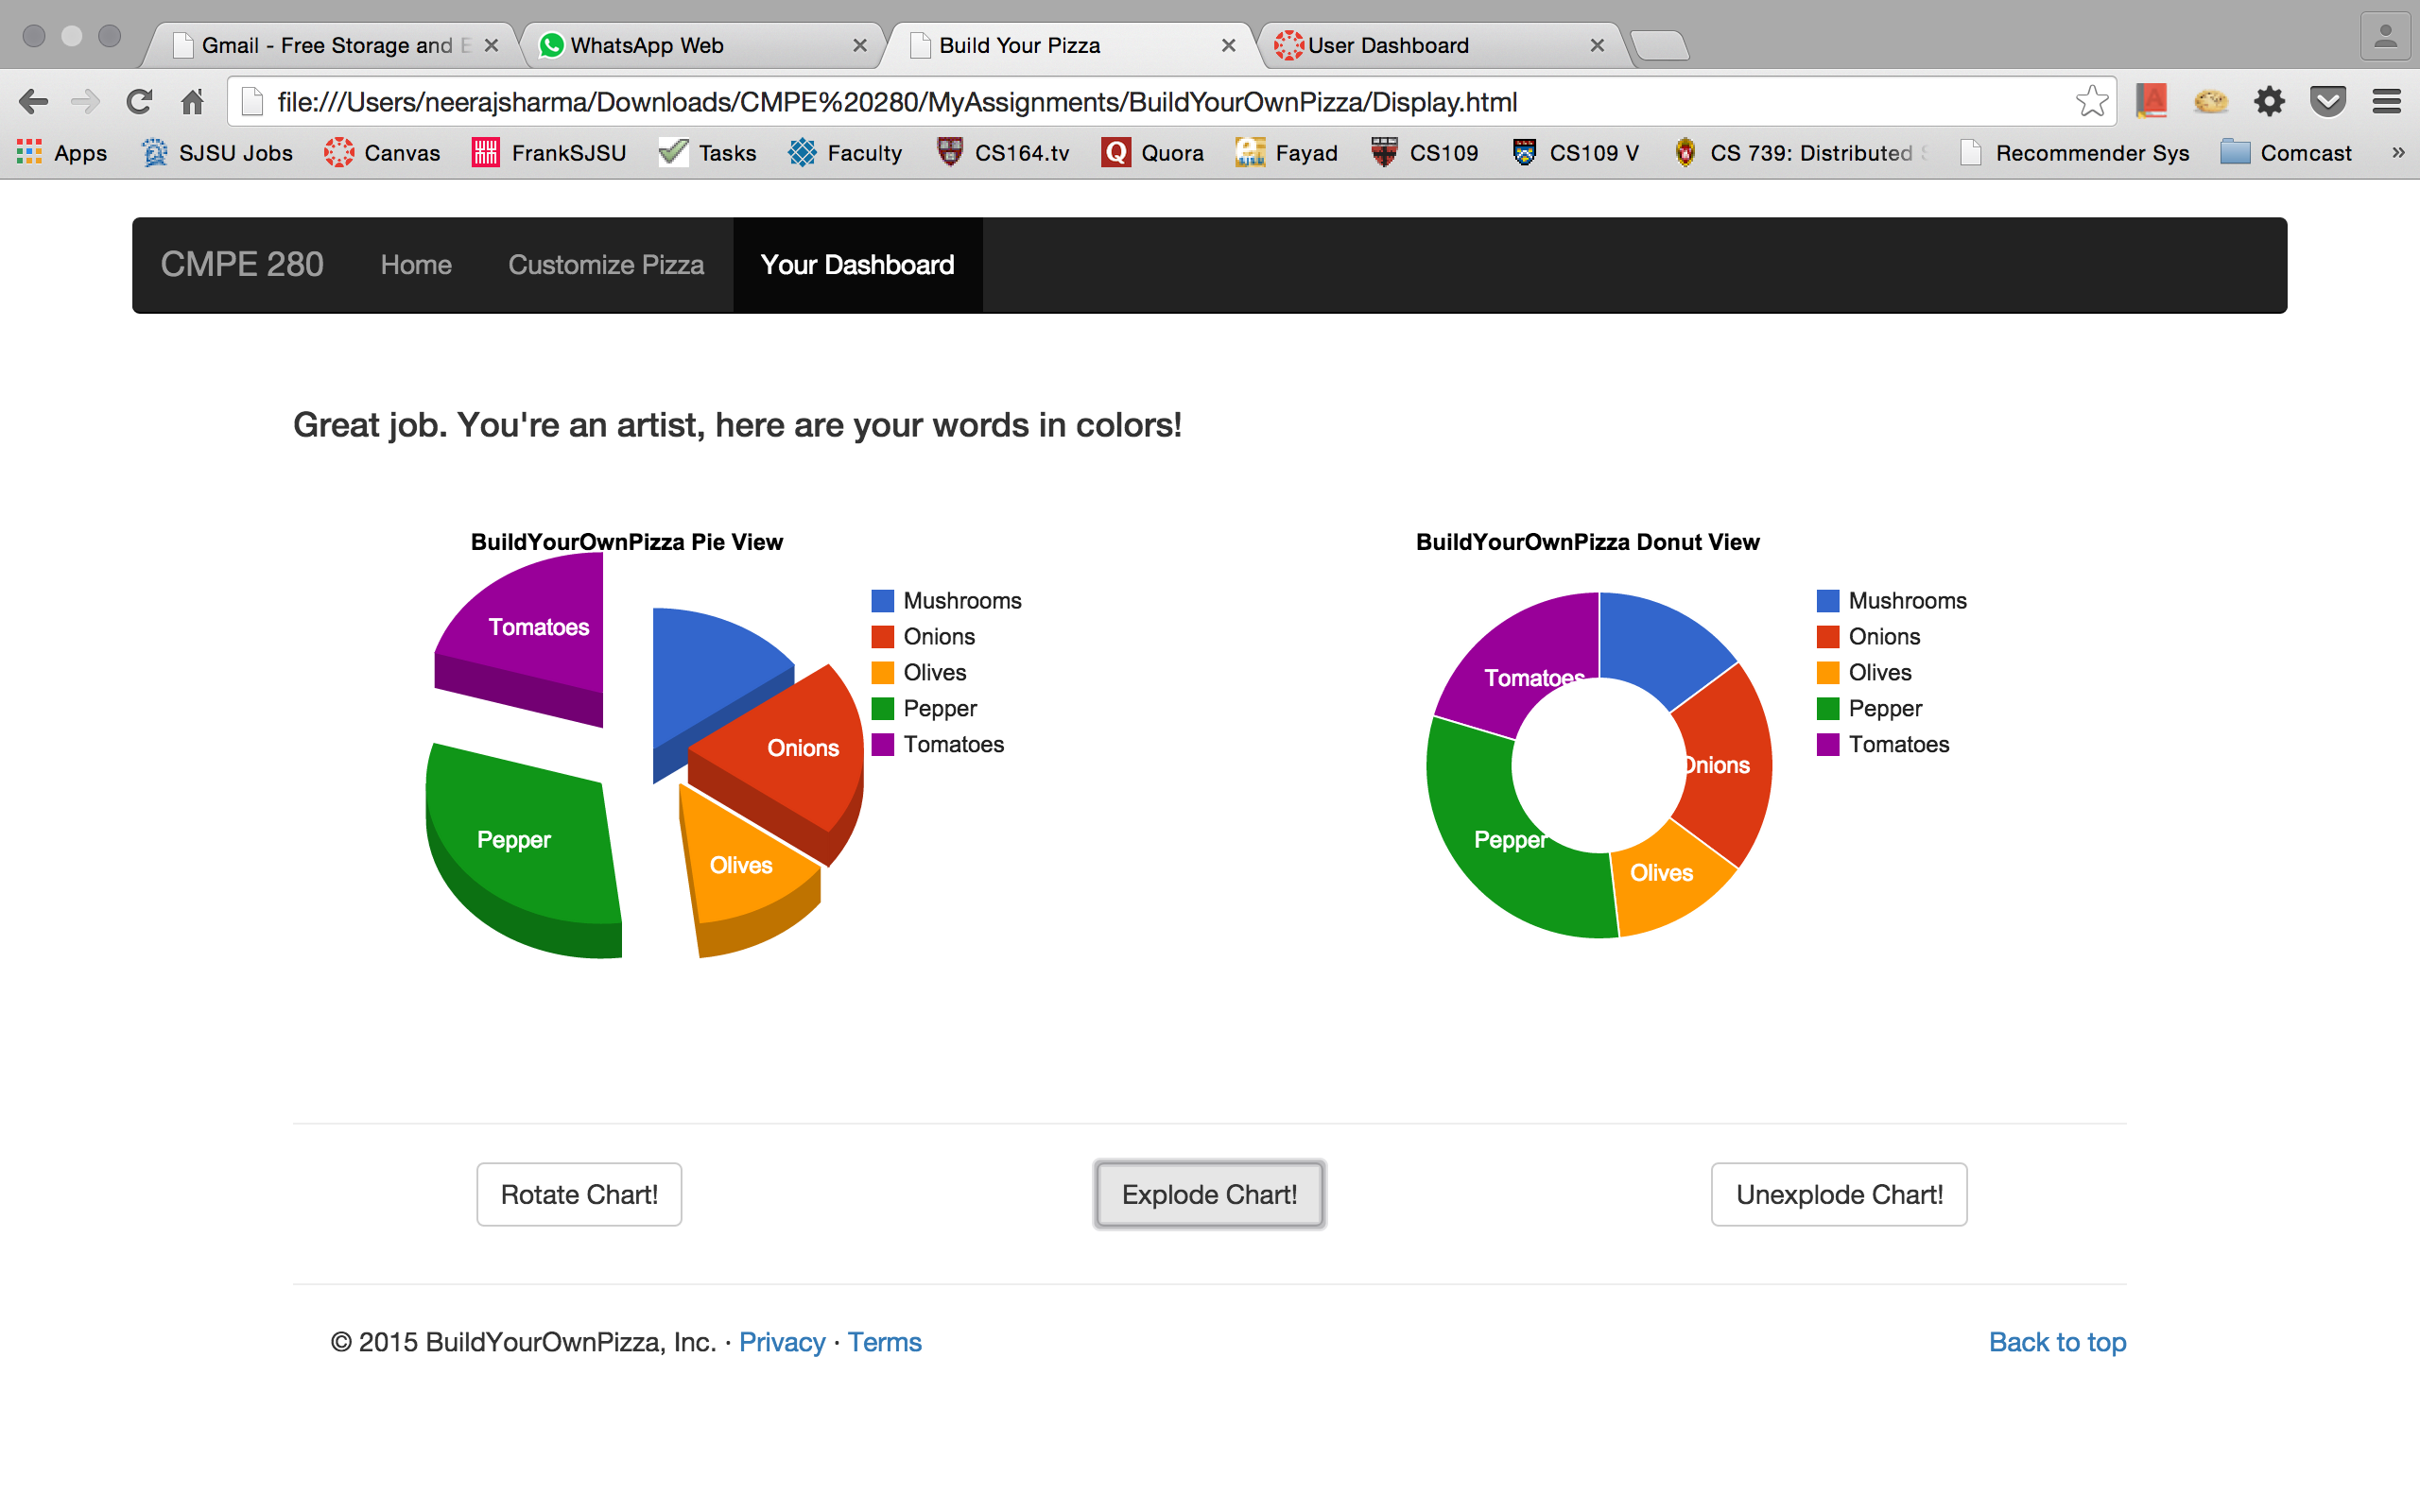 Gmail - Free Storage and E
WhatsApp Web
Build Your Pizza
User Dashboard
file:///Users/neerajsharma/Downloads/CMPE%20280/MyAssignments/BuildYourOwnPizza/Display.html
Apps SJSU Jobs Canvas FrankSJSU Tasks Faculty CS164.tv Quora Fayad CS109 CS109 V CS 739: Distributed S Recommender Sys Comcast »
CMPE 280 Home Customize Pizza Your Dashboard
Great job. You're an artist, here are your words in colors!
BuildYourOwnPizza Pie View
Tomatoes
Onions
Pepper
Olives
Mushrooms
Onions
Olives
Pepper
Tomatoes
BuildYourOwnPizza Donut View
Tomatoes
Onions
Pepper
Olives
Mushrooms
Onions
Olives
Pepper
Tomatoes
Rotate Chart! Explode Chart! Unexplode Chart!
© 2015 BuildYourOwnPizza, Inc. · Privacy · Terms Back to top